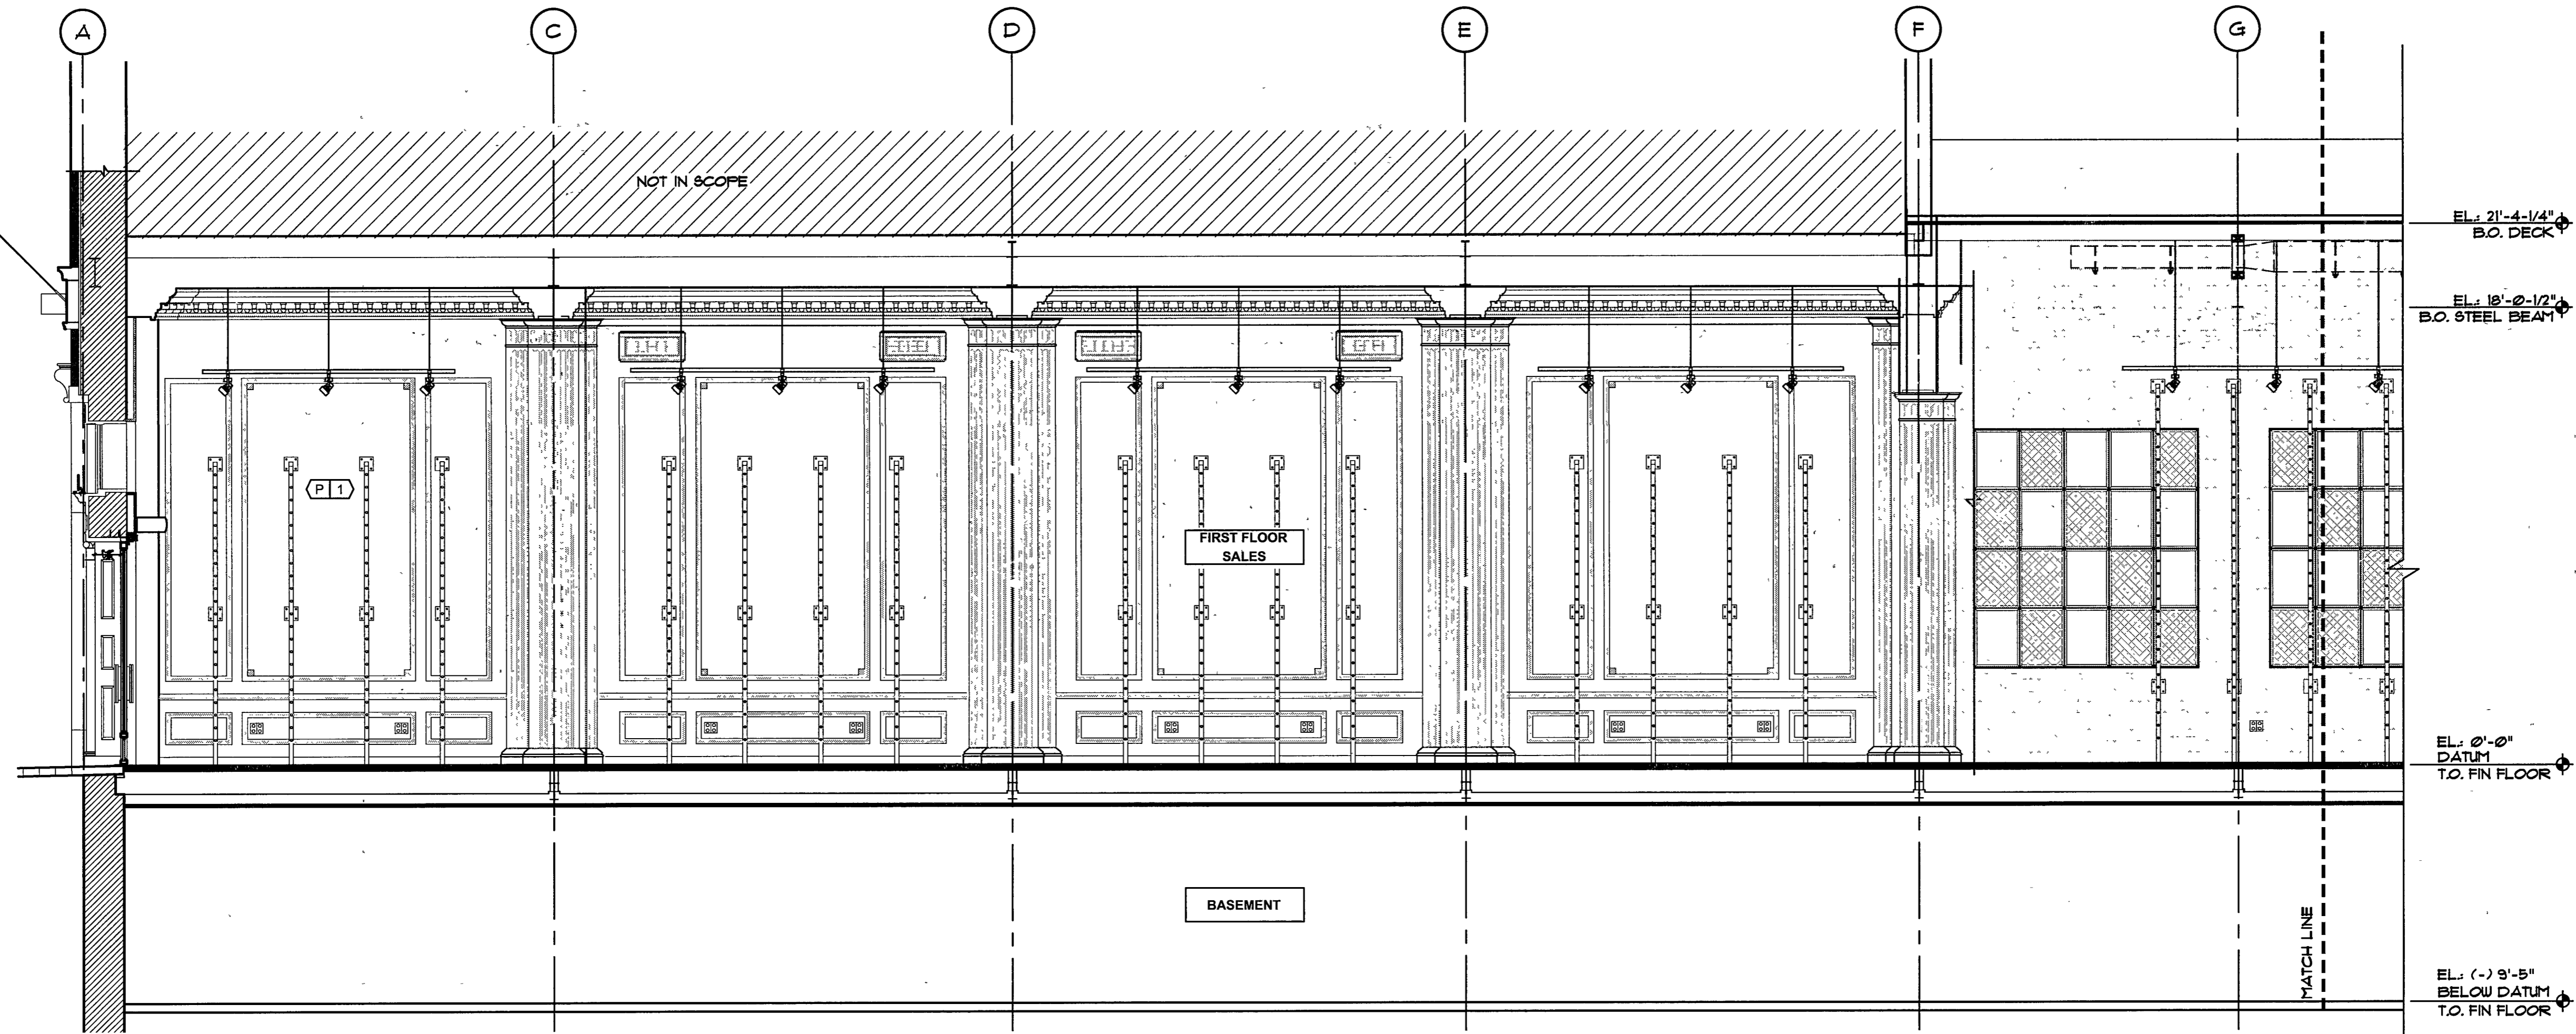 A
C
D
E
F
G
NOT IN SCOPE
EL.: 21'-4-1/4"
B.O. DECK
EL.: 18'-0-1/2"
B.O. STEEL BEAM
P 1
FIRST FLOOR
SALES
EL.: 0'-0"
DATUM
T.O. FIN FLOOR
BASEMENT
MATCH LINE
EL.: (-) 9'-5"
BELOW DATUM
T.O. FIN FLOOR